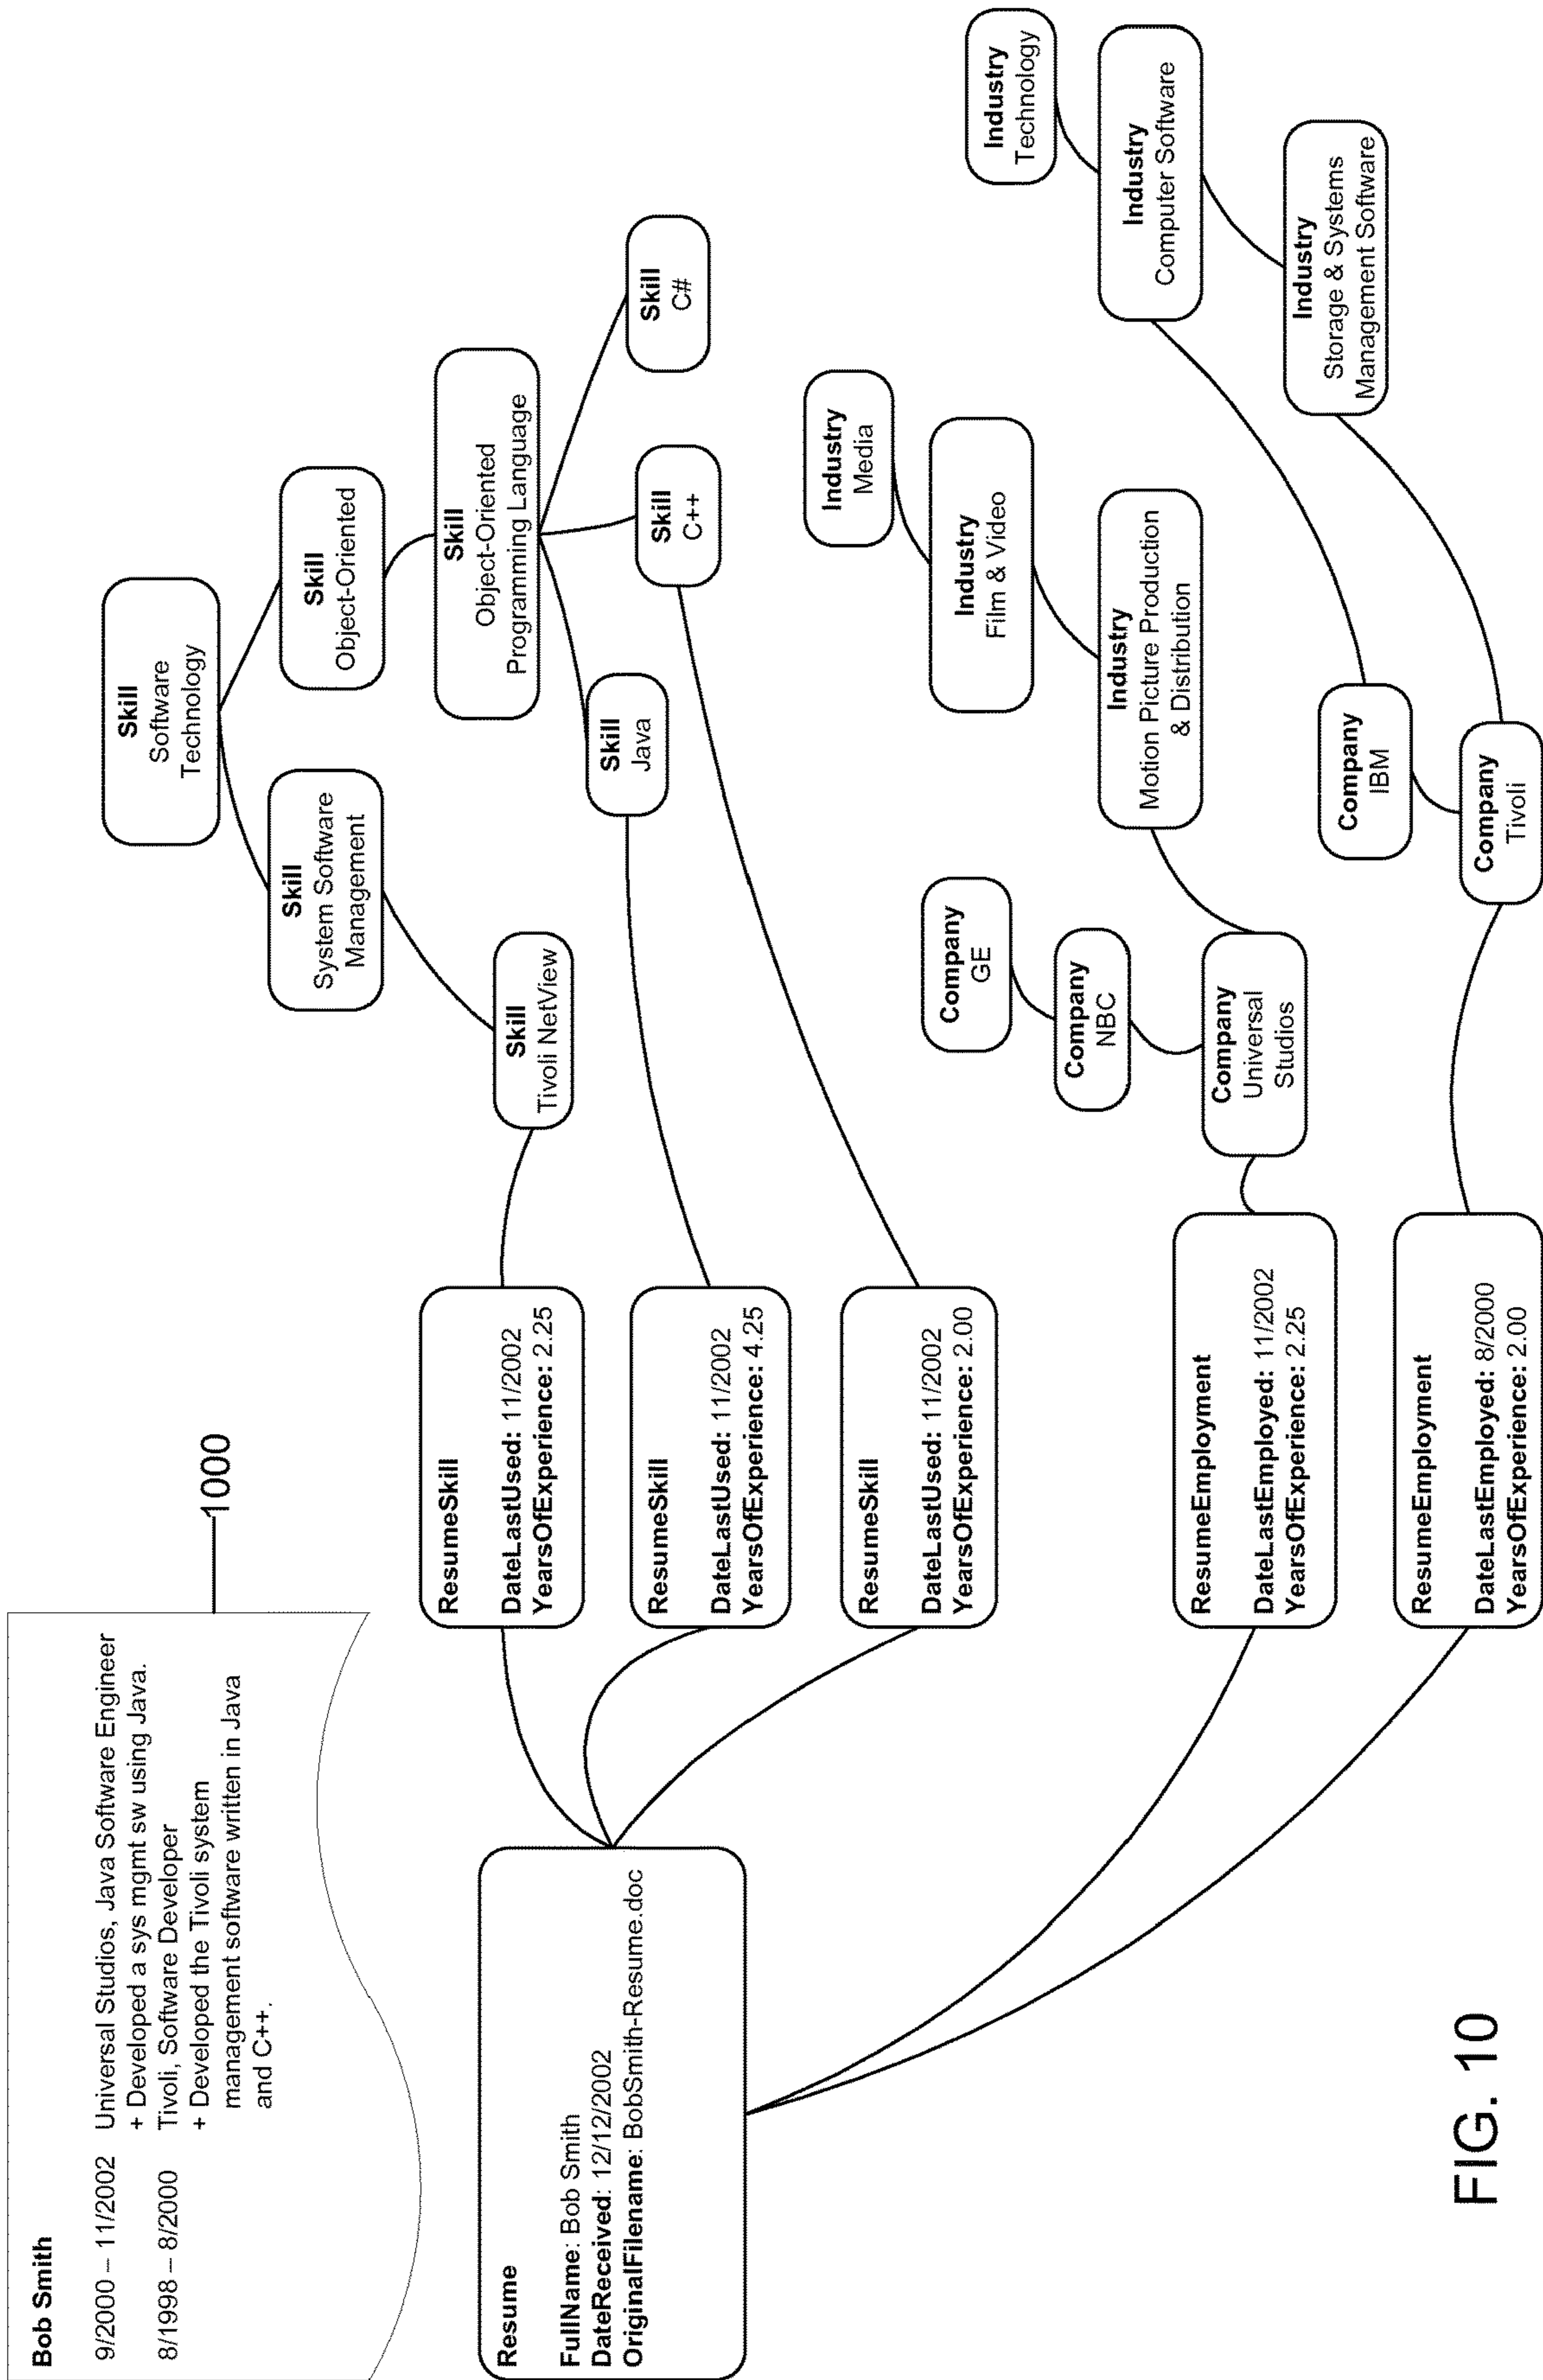 Bob Smith
9/2000 – 11/2002 Universal Studios, Java Software Engineer
+ Developed a sys mgmt sw using Java.
8/1998 – 8/2000 Tivoli, Software Developer
+ Developed the Tivoli system
management software written in Java
and C++.
1000
Resume
FullName: Bob Smith
DateReceived: 12/12/2002
OriginalFilename: BobSmith-Resume.doc
ResumeSkill
DateLastUsed: 11/2002
YearsOfExperience: 2.25
ResumeSkill
DateLastUsed: 11/2002
YearsOfExperience: 4.25
ResumeSkill
DateLastUsed: 11/2002
YearsOfExperience: 2.00
ResumeEmployment
DateLastEmployed: 11/2002
YearsOfExperience: 2.25
ResumeEmployment
DateLastEmployed: 8/2000
YearsOfExperience: 2.00
Skill
Software
Technology
Skill
System Software
Management
Skill
Object-Oriented
Skill
Tivoli NetView
Skill
Object-Oriented
Programming Language
Skill
Java
Skill
C++
Skill
C#
Company
GE
Company
NBC
Company
Universal
Studios
Industry
Media
Industry
Film & Video
Industry
Motion Picture Production
& Distribution
Company
IBM
Company
Tivoli
Industry
Technology
Industry
Computer Software
Industry
Storage & Systems
Management Software
FIG. 10